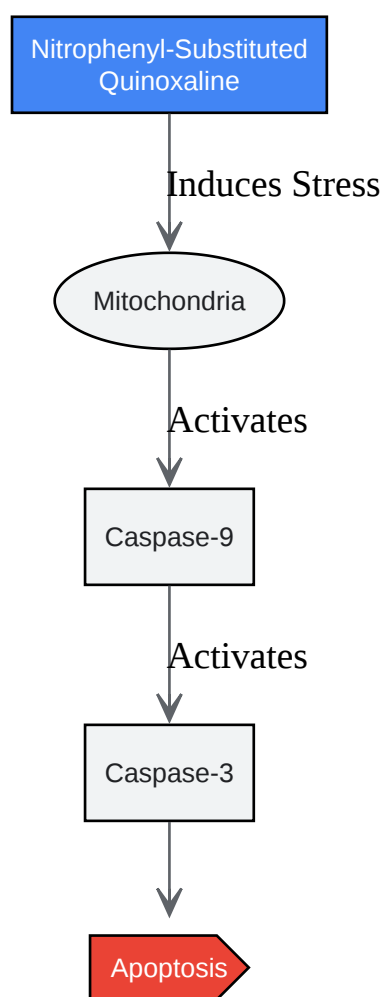 Nitrophenyl-Substituted
Quinoxaline
Induces Stress
Mitochondria
Activates
Caspase-9
Activates
Caspase-3
Apoptosis